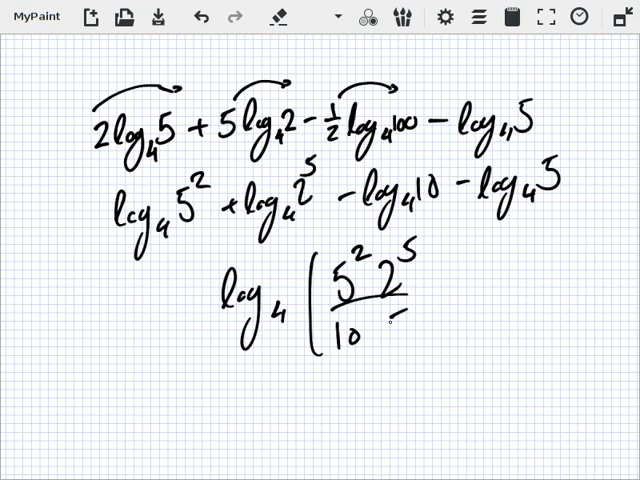 MyPaint
2log₄5 + 5log₄2 - ½log₄100 - log₄5
log₄5² + log₄2⁵ - log₄10 - log₄5
log₄ ( 5² 2⁵
10